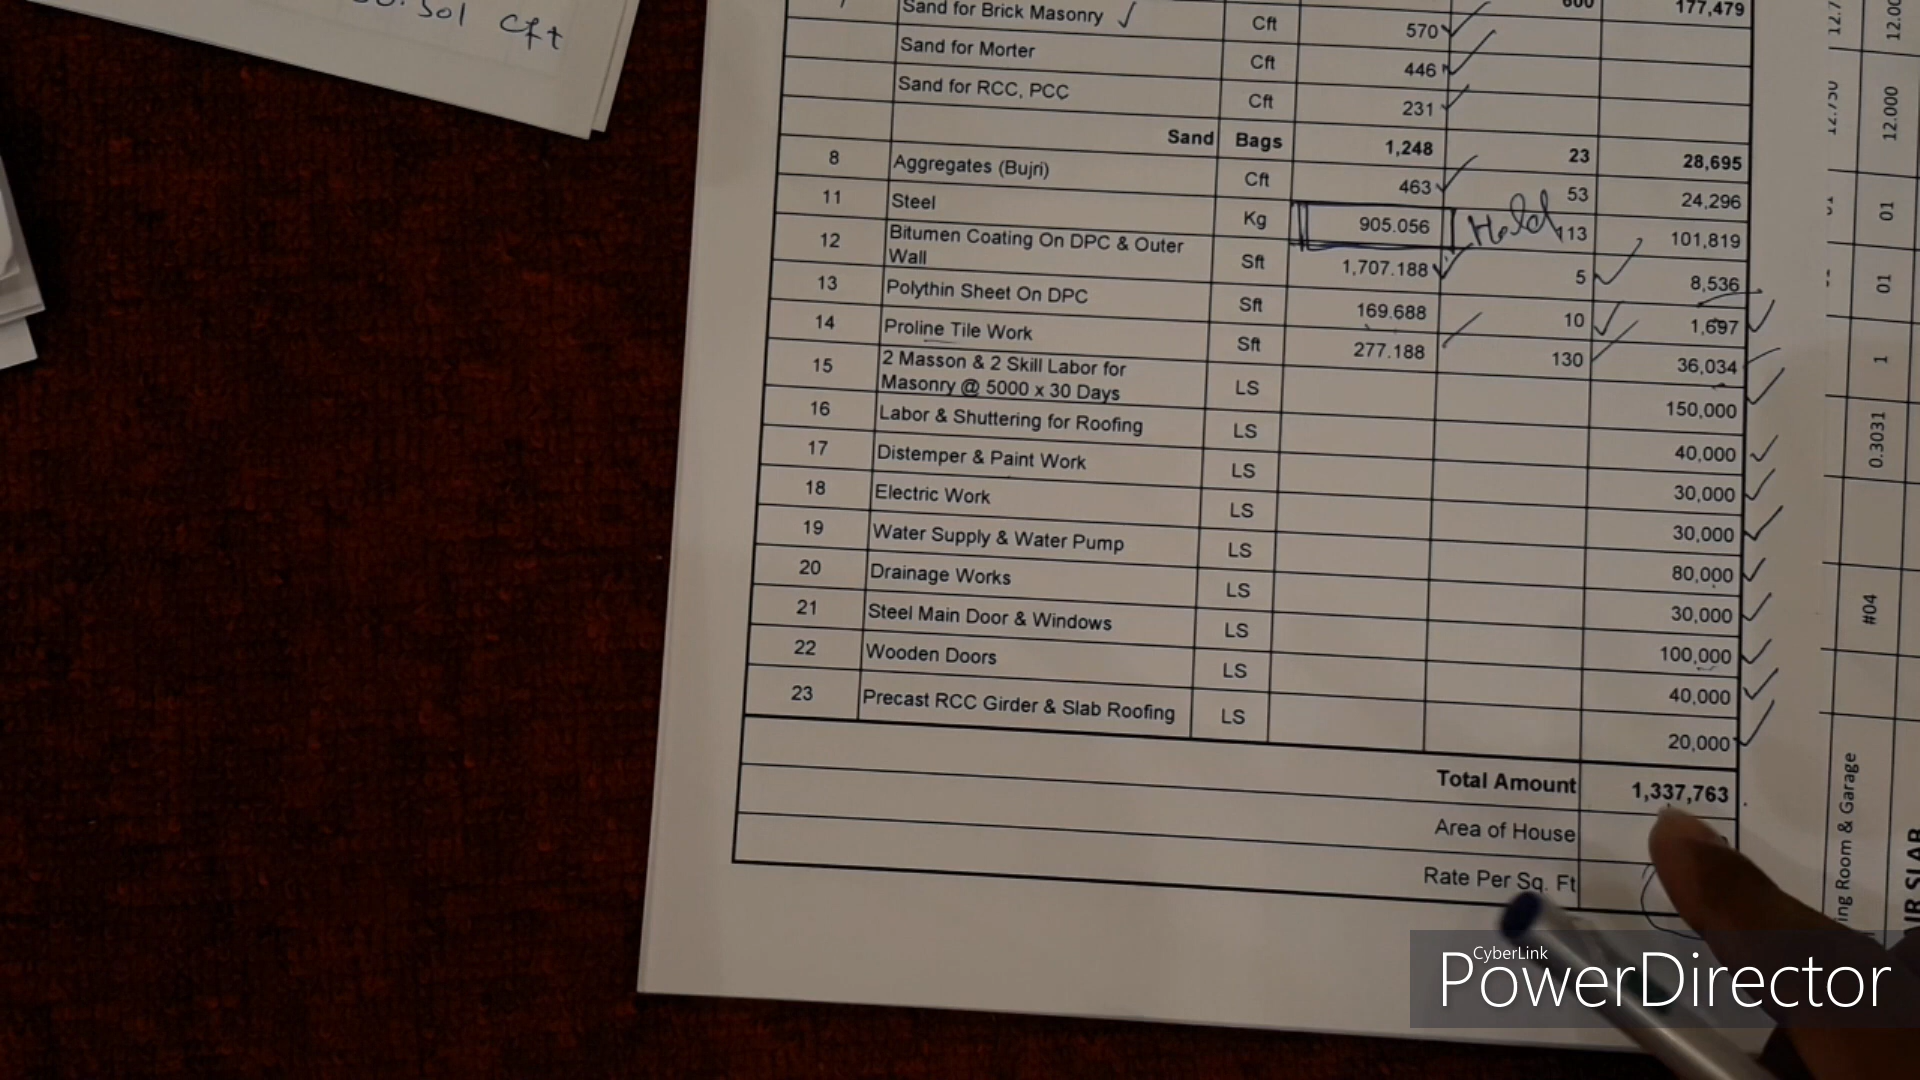 Cft
600 177,479
Sand for Brick Masonry Cft 570
Sand for Morter Cft 446
Sand for RCC, PCC Cft 231
Sand Bags 1,248 23 28,695
8 Aggregates (Bujri) Cft 463 53 24,296
11 Steel Kg 905.056 Hold 113 101,819
12 Bitumen Coating On DPC & Outer
Wall Sft 1,707.188 5 8,536
13 Polythin Sheet On DPC Sft 169.688 10 1,697
14 Proline Tile Work Sft 277.188 130 36,034
15 2 Masson & 2 Skill Labor for
Masonry @ 5000 x 30 Days LS 150,000
16 Labor & Shuttering for Roofing LS 40,000
17 Distemper & Paint Work LS 30,000
18 Electric Work LS 30,000
19 Water Supply & Water Pump LS 80,000
20 Drainage Works LS 30,000
21 Steel Main Door & Windows LS 100,000
22 Wooden Doors LS 40,000
23 Precast RCC Girder & Slab Roofing LS 20,000
Total Amount 1,337,763
Area of House
Rate Per Sq. Ft
12.750 12.000
01 01
01
1
0.3031
#04
Room & Garage
SLAB
CyberLink
PowerDirector